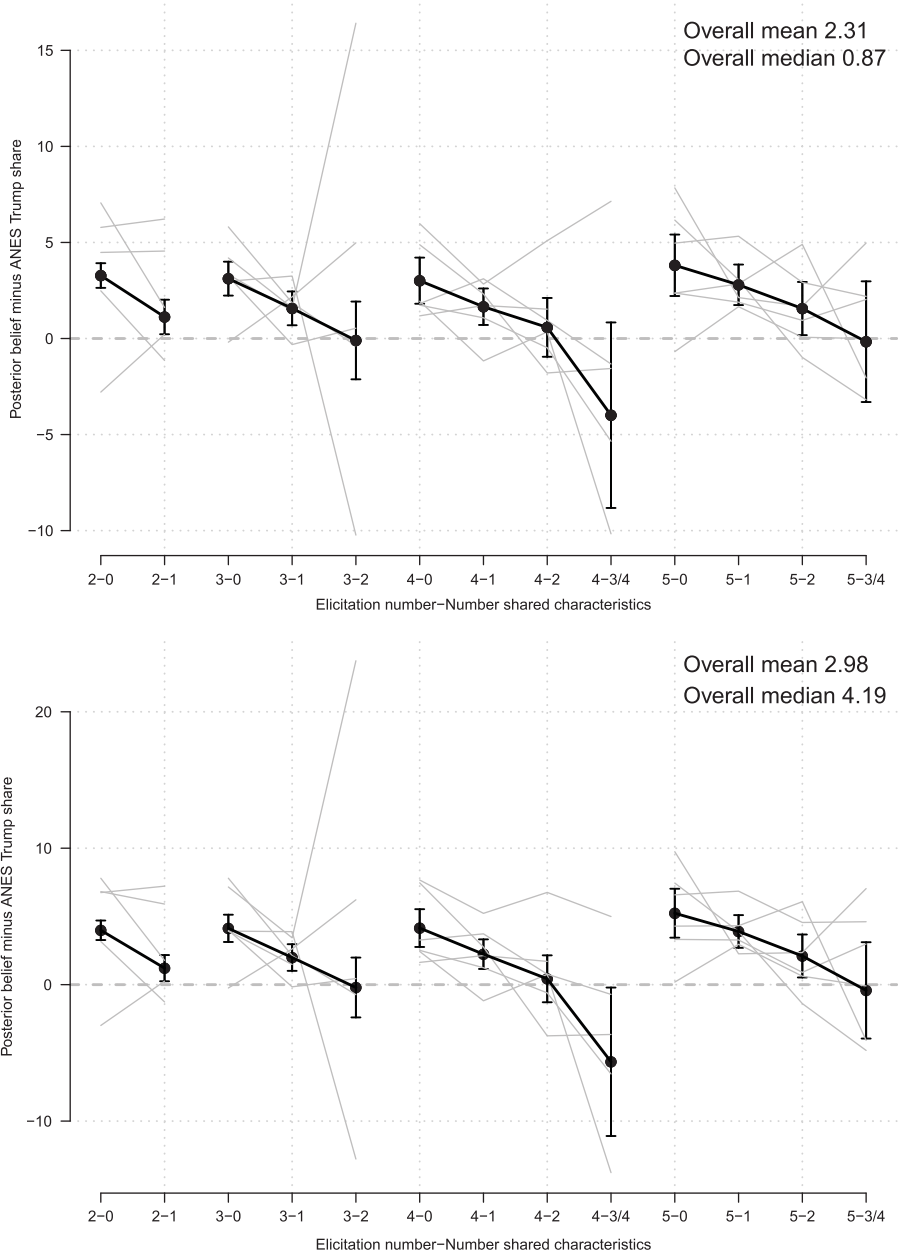 Overall mean 2.31
Overall median 0.87
15
10
5
0
−5
−10
Posterior belief minus ANES Trump share
2−0 2−1 3−0 3−1 3−2 4−0 4−1 4−2 4−3/4 5−0 5−1 5−2 5−3/4
Elicitation number−Number shared characteristics
Overall mean 2.98
Overall median 4.19
20
10
0
−10
Posterior belief minus ANES Trump share
2−0 2−1 3−0 3−1 3−2 4−0 4−1 4−2 4−3/4 5−0 5−1 5−2 5−3/4
Elicitation number−Number shared characteristics